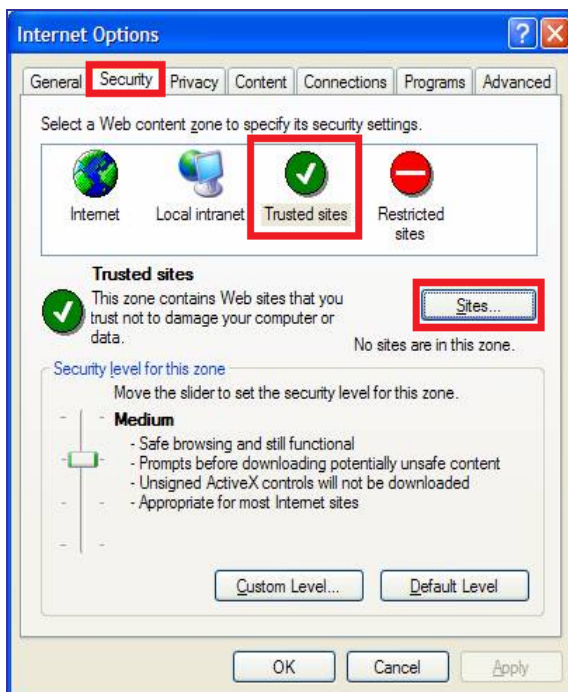 Internet Options
General Security Privacy Content Connections Programs Advanced
Select a Web content zone to specify its security settings.
Internet Local intranet Trusted sites Restricted
sites
Trusted sites
This zone contains Web sites that you
trust not to damage your computer or
data.
Sites...
No sites are in this zone.
Security level for this zone
Move the slider to set the security level for this zone.
Medium
- Safe browsing and still functional
- Prompts before downloading potentially unsafe content
- Unsigned ActiveX controls will not be downloaded
- Appropriate for most Internet sites
Custom Level... Default Level
OK Cancel Apply